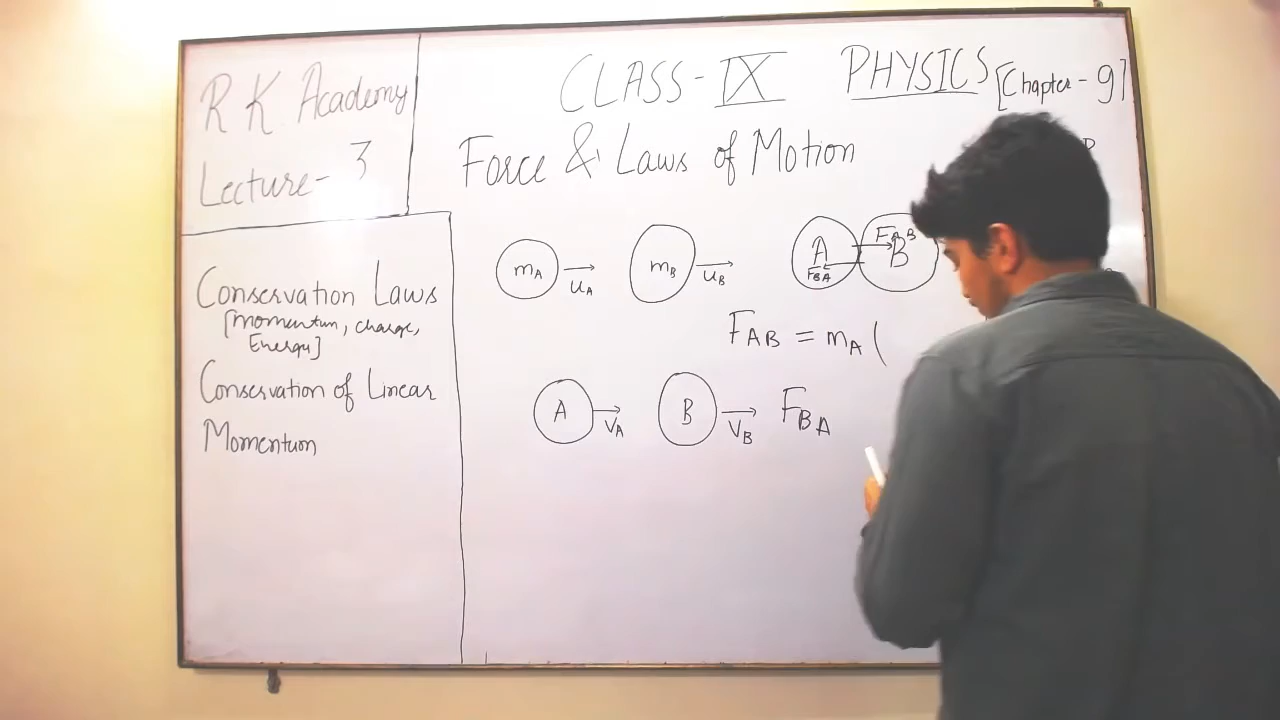 R K Academy
Lecture- 3
CLASS-IX PHYSICS [Chapter - 9]
Force & Laws of Motion
Conservation Laws
[Momentum, charge,
Energy]
Conservation of Linear
Momentum
mA uA mB uB
A FBA FAB B
FAB = mA (
A VA B VB FBA